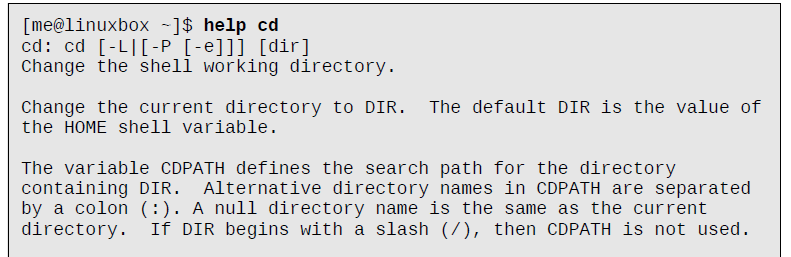 [me@linuxbox ~]$ help cd
cd: cd [-L|[-P [-e]]] [dir]
Change the shell working directory.
Change the current directory to DIR.  The default DIR is the value of
the HOME shell variable.
The variable CDPATH defines the search path for the directory
containing DIR.  Alternative directory names in CDPATH are separated
by a colon (:). A null directory name is the same as the current
directory.  If DIR begins with a slash (/), then CDPATH is not used.